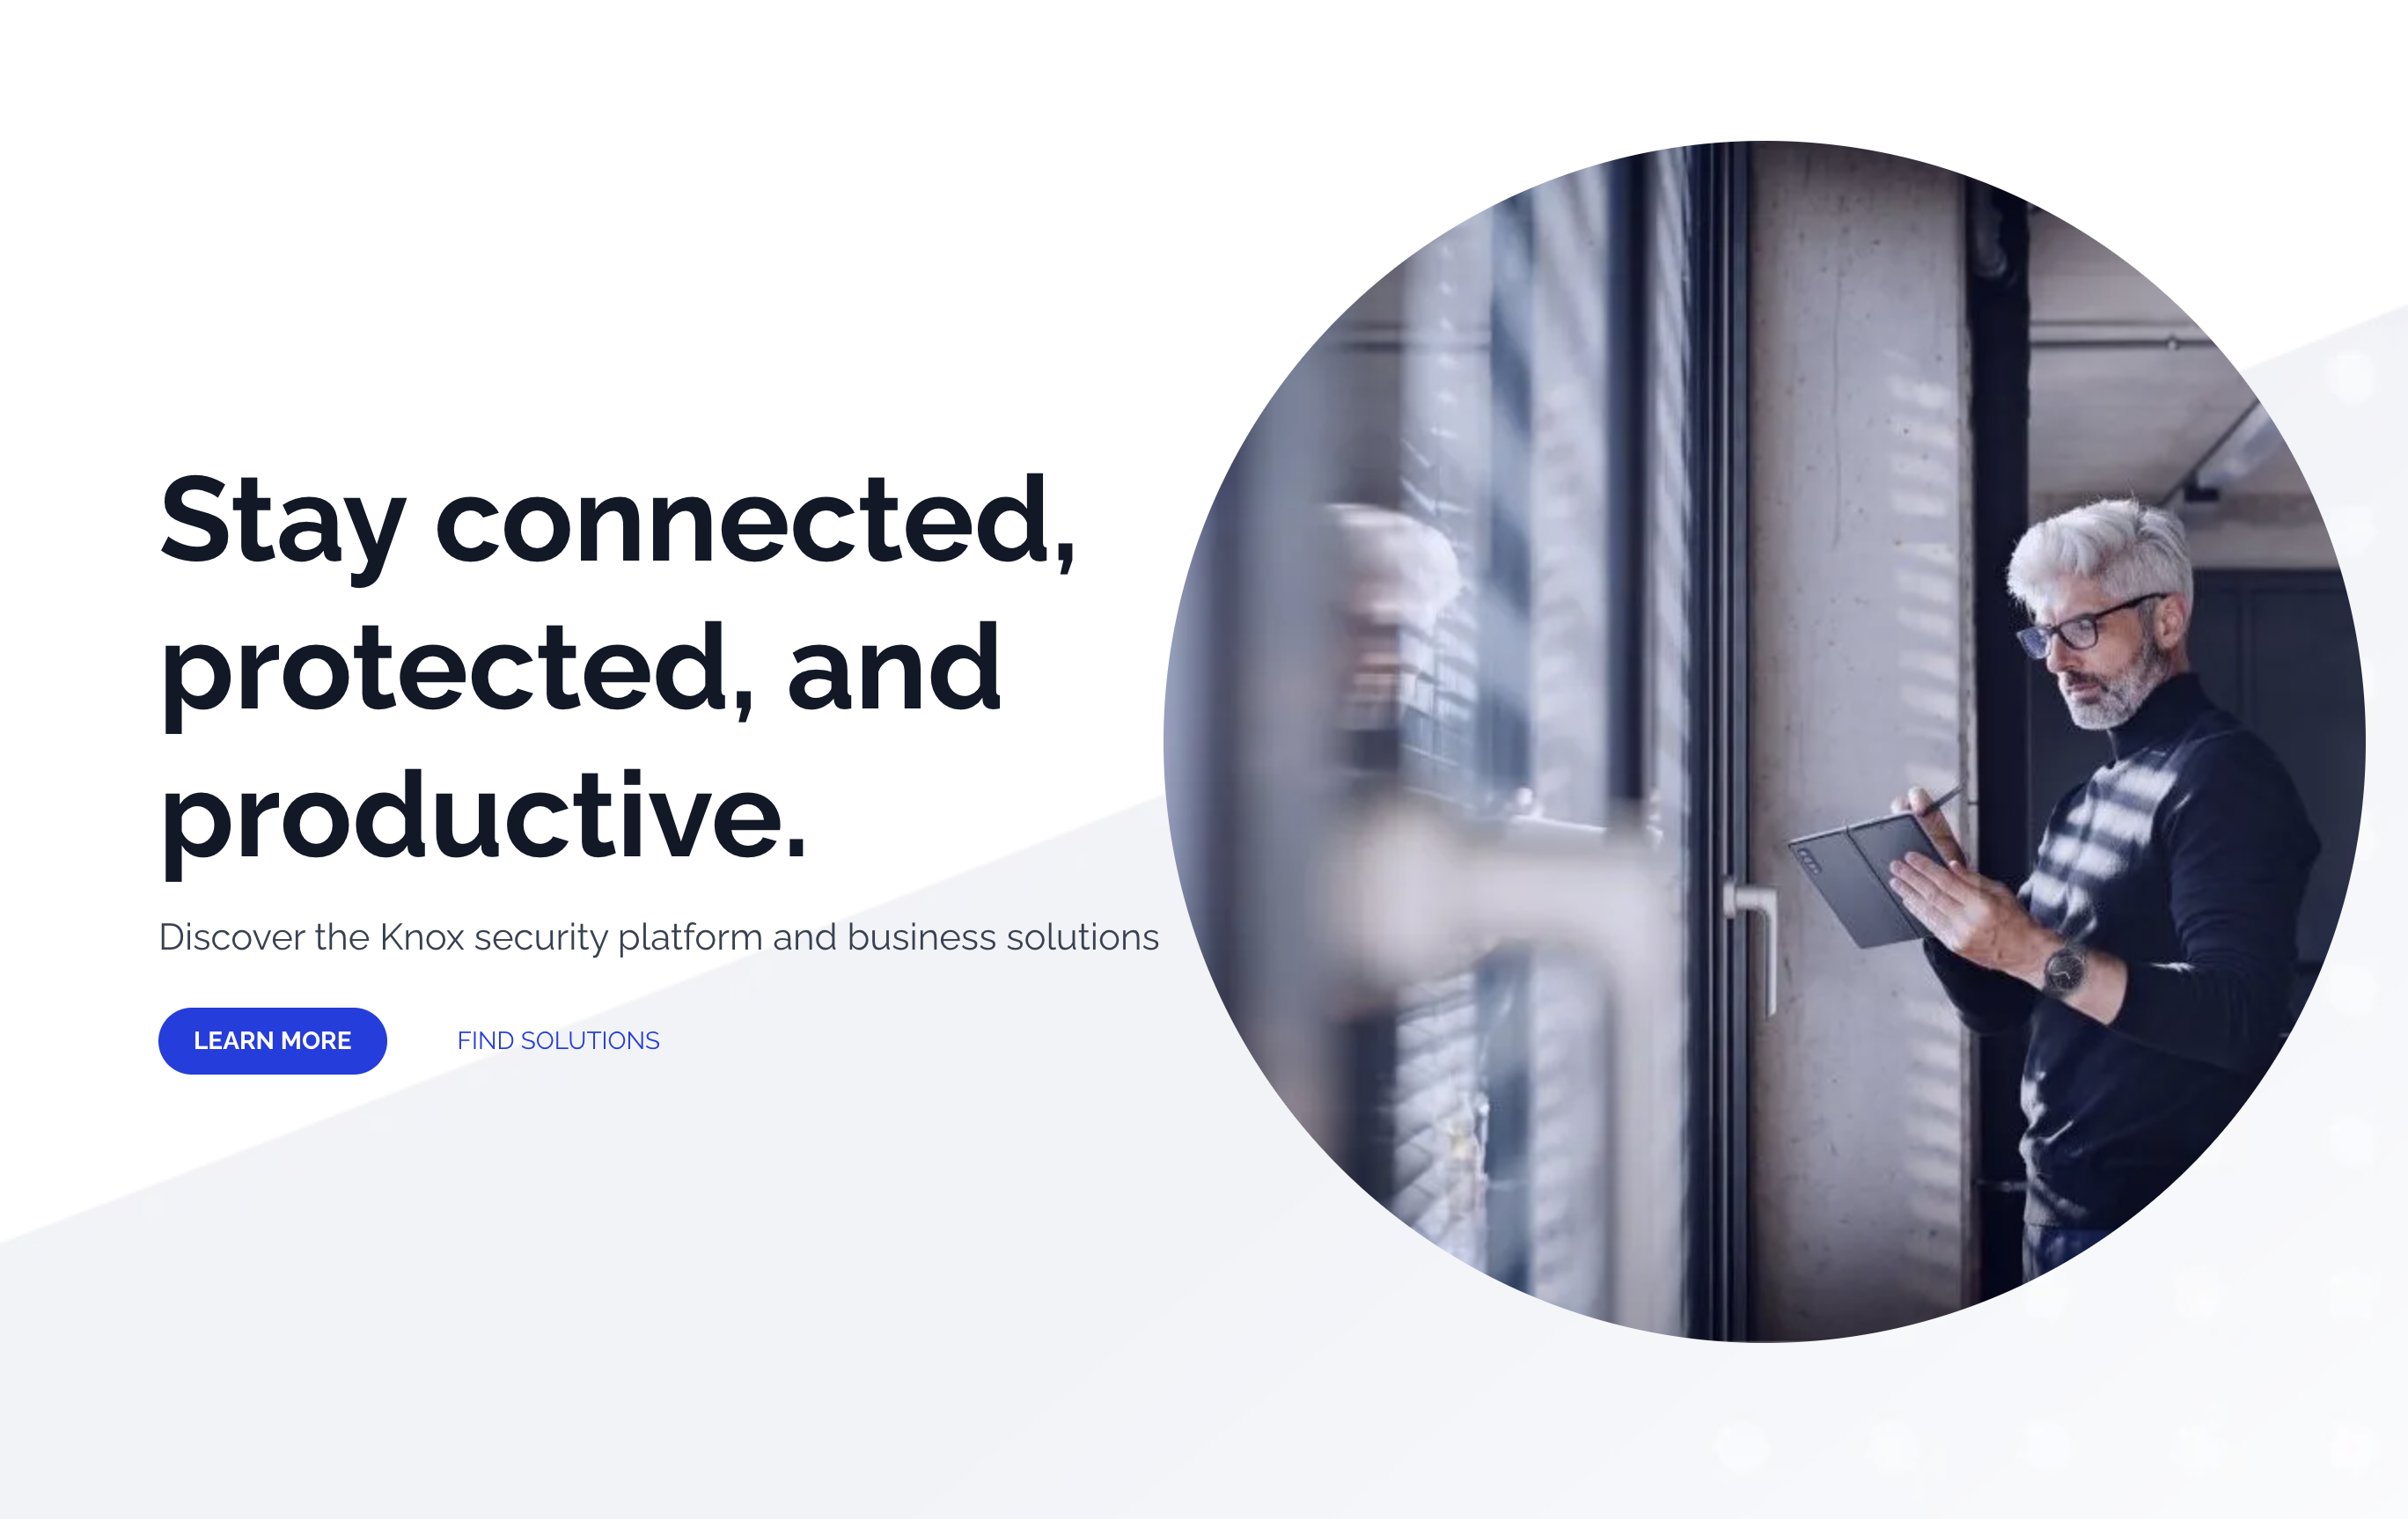 Stay connected,
protected, and
productive.
Discover the Knox security platform and business solutions
LEARN MORE
FIND SOLUTIONS